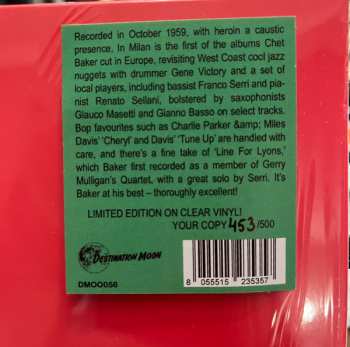 Recorded in October 1959, with heroin a caustic
presence, In Milan is the first of the albums Chet
Baker cut in Europe, revisiting West Coast cool jazz
nuggets with drummer Gene Victory and a set of
local players, including bassist Franco Serri and pia-
nist Renato Sellani, bolstered by saxophonists
Glauco Masetti and Gianno Basso on select tracks.
Bop favourites such as Charlie Parker &amp; Miles
Davis' 'Cheryl' and Davis' 'Tune Up' are handled with
care, and there's a fine take of 'Line For Lyons,'
which Baker first recorded as a member of Gerry
Mulligan's Quartet, with a great solo by Serri. It's
Baker at his best – thoroughly excellent!
LIMITED EDITION ON CLEAR VINYL!
YOUR COPY 453/500
DESTINATION MOON
DMOO056
8 055515 235357